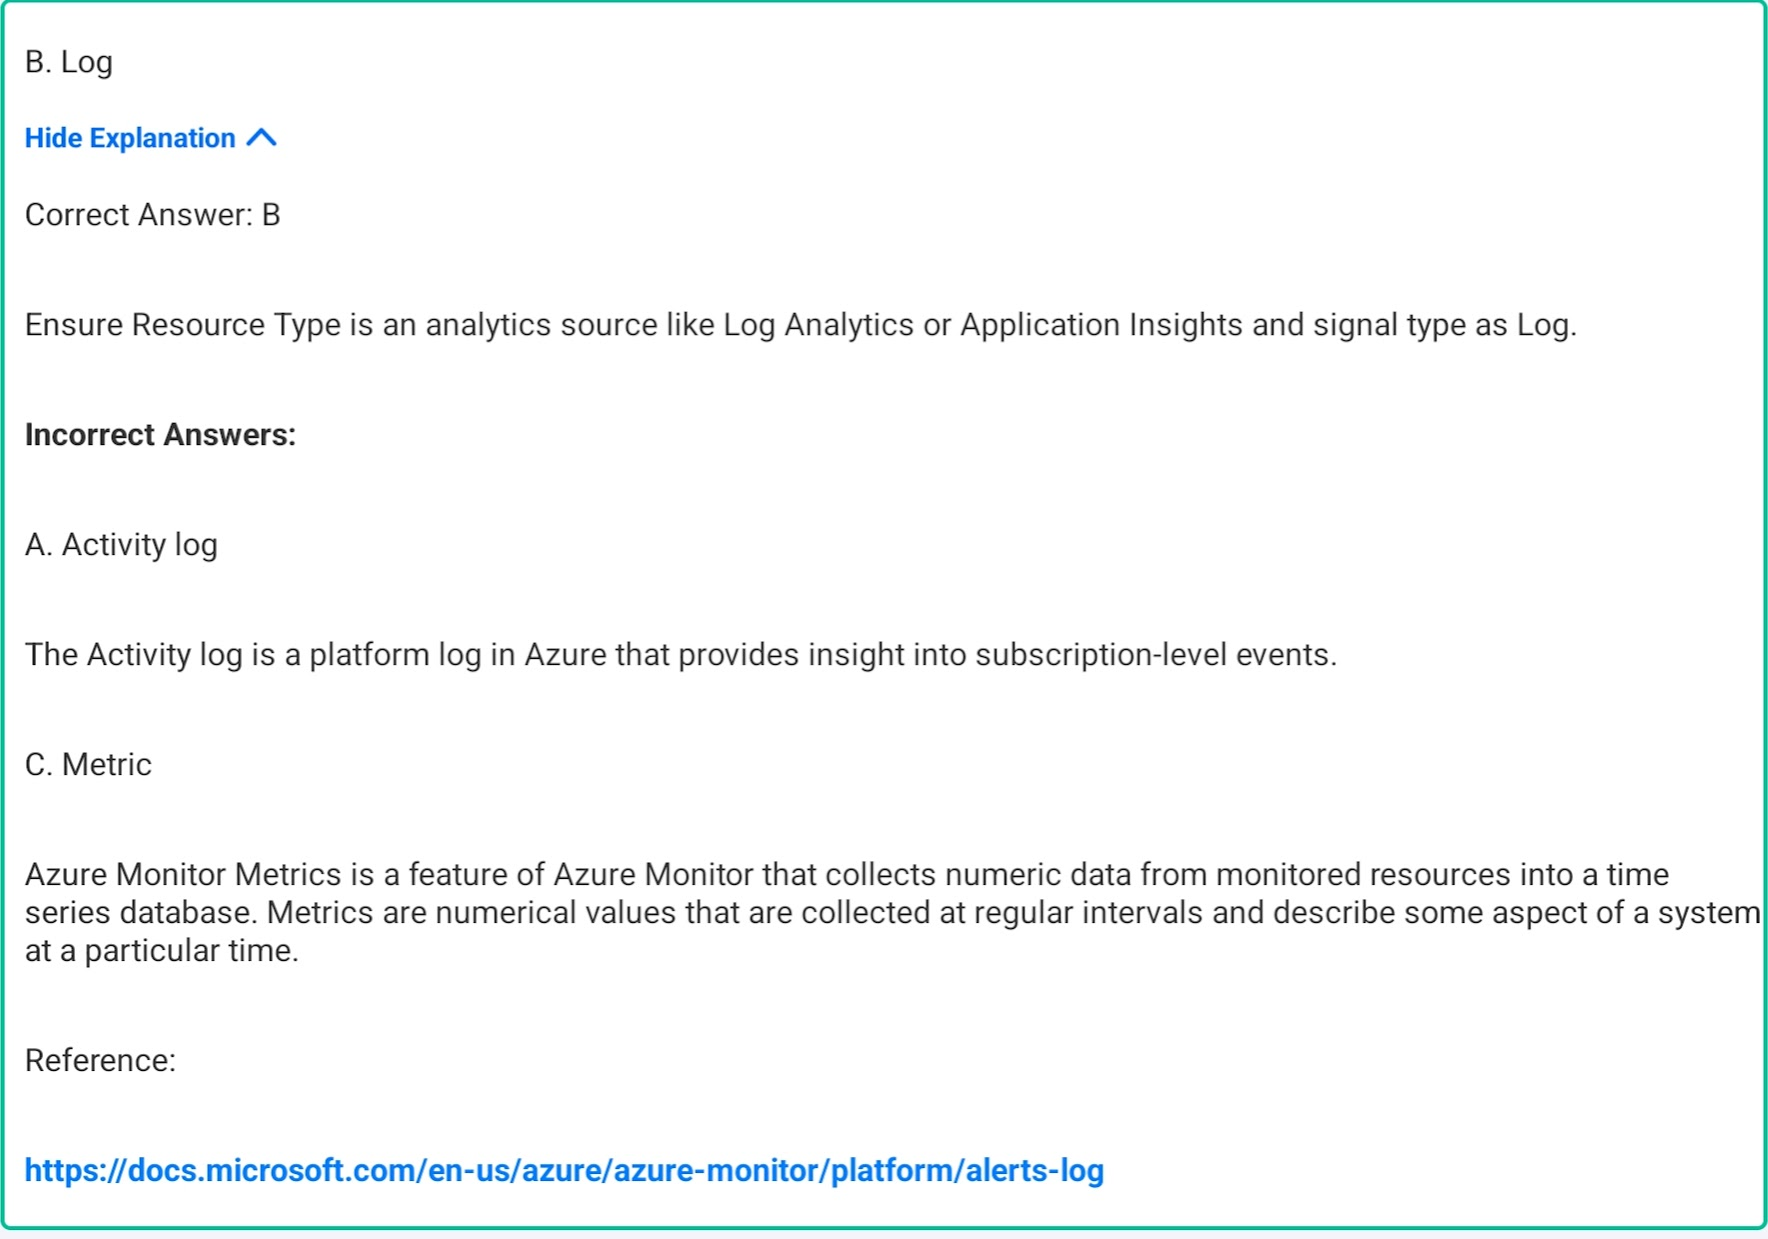 B. Log
Hide Explanation
Correct Answer: B
Ensure Resource Type is an analytics source like Log Analytics or Application Insights and signal type as Log.
Incorrect Answers:
A. Activity log
The Activity log is a platform log in Azure that provides insight into subscription-level events.
C. Metric
Azure Monitor Metrics is a feature of Azure Monitor that collects numeric data from monitored resources into a time
series database. Metrics are numerical values that are collected at regular intervals and describe some aspect of a system
at a particular time.
Reference:
https://docs.microsoft.com/en-us/azure/azure-monitor/platform/alerts-log